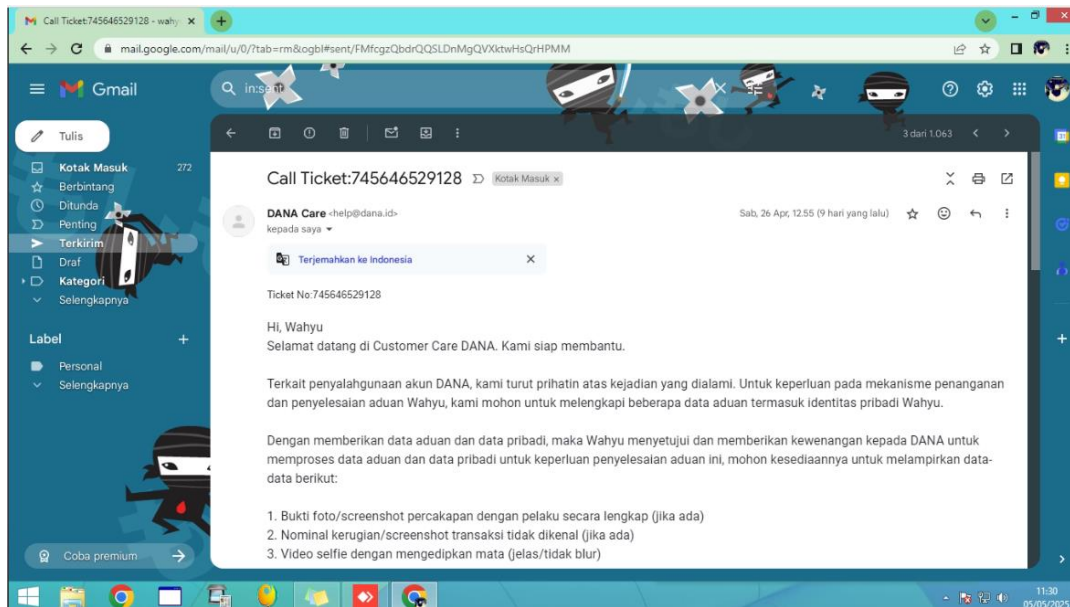 Call Ticket:745646529128 - wahy
mail.google.com/mail/u/0/?tab=rm&ogbl#sent/FMfcgzQbdrQQSLDnMgQVXktwHsQrHPMM
Gmail
in:sent
Tulis
3 dari 1.063
Kotak Masuk 272
Berbintang
Ditunda
Penting
Terkirim
Draf
Kategori
Selengkapnya
Label
Personal
Selengkapnya
Coba premium
Call Ticket:745646529128 Kotak Masuk x
DANA Care <help@dana.id> Sab, 26 Apr, 12.55 (9 hari yang lalu)
kepada saya
Terjemahkan ke Indonesia
Ticket No:745646529128
Hi, Wahyu
Selamat datang di Customer Care DANA. Kami siap membantu.
Terkait penyalahgunaan akun DANA, kami turut prihatin atas kejadian yang dialami. Untuk keperluan pada mekanisme penanganan
dan penyelesaian aduan Wahyu, kami mohon untuk melengkapi beberapa data aduan termasuk identitas pribadi Wahyu.
Dengan memberikan data aduan dan data pribadi, maka Wahyu menyetujui dan memberikan kewenangan kepada DANA untuk
memproses data aduan dan data pribadi untuk keperluan penyelesaian aduan ini, mohon kesediaannya untuk melampirkan data-
data berikut:
1. Bukti foto/screenshot percakapan dengan pelaku secara lengkap (jika ada)
2. Nominal kerugian/screenshot transaksi tidak dikenal (jika ada)
3. Video selfie dengan mengedipkan mata (jelas/tidak blur)
11:30
05/05/2025